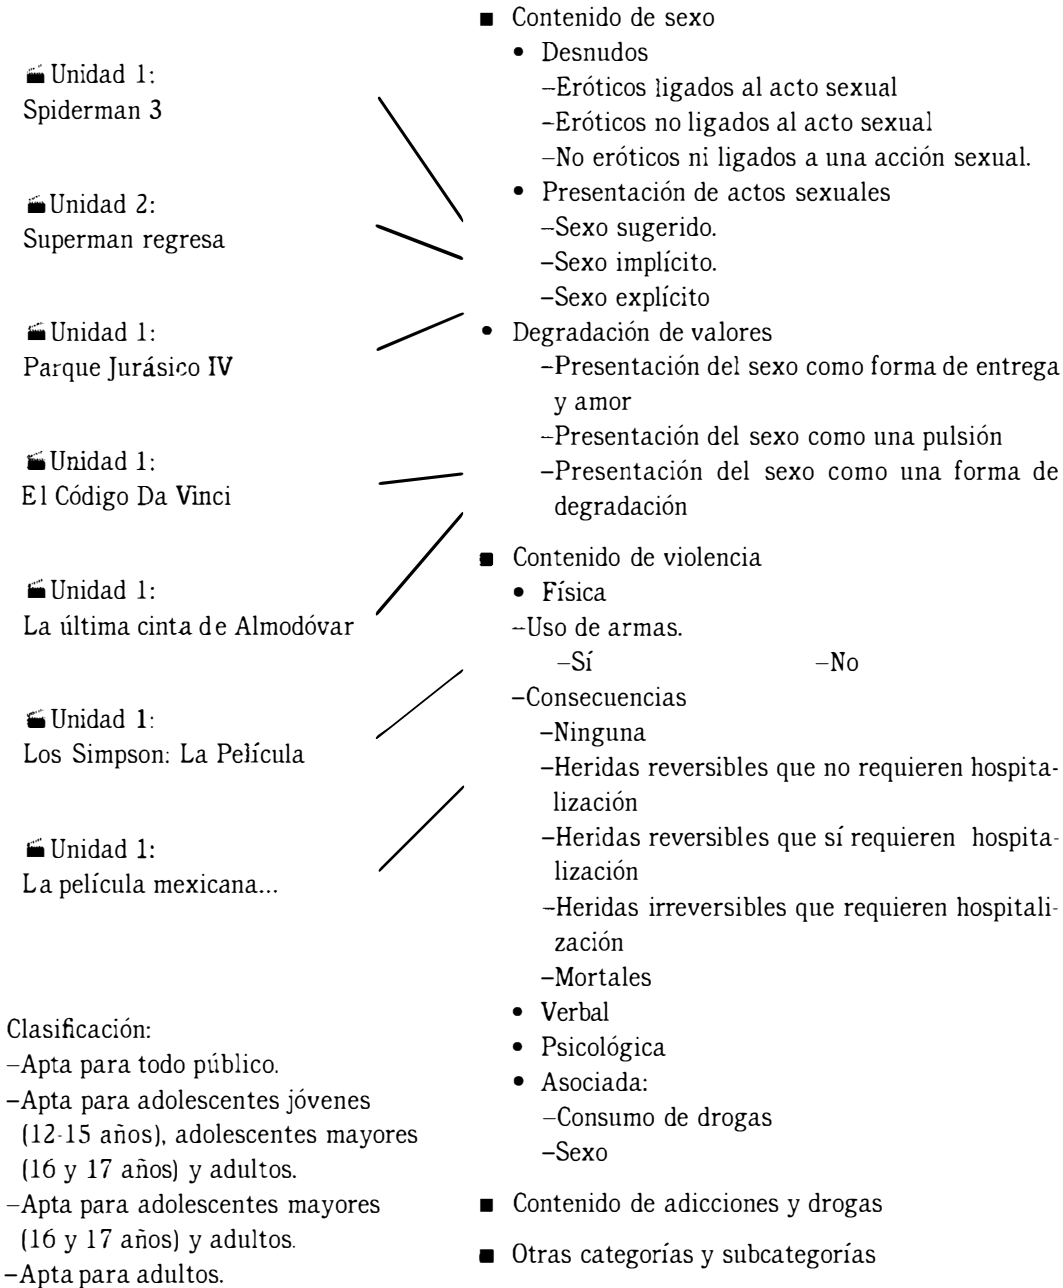 Unidad 1:
Spiderman 3
Unidad 2:
Superman regresa
Unidad 1:
Parque Jurásico IV
Unidad 1:
El Código Da Vinci
Unidad 1:
La última cinta de Almodóvar
Unidad 1:
Los Simpson: La Película
Unidad 1:
La película mexicana...
Clasificación:
–Apta para todo público.
–Apta para adolescentes jóvenes
(12-15 años), adolescentes mayores
(16 y 17 años) y adultos.
–Apta para adolescentes mayores
(16 y 17 años) y adultos.
–Apta para adultos.
■ Contenido de sexo
• Desnudos
–Eróticos ligados al acto sexual
–Eróticos no ligados al acto sexual
–No eróticos ni ligados a una acción sexual.
• Presentación de actos sexuales
–Sexo sugerido.
–Sexo implícito.
–Sexo explícito
• Degradación de valores
–Presentación del sexo como forma de entrega
y amor
–Presentación del sexo como una pulsión
–Presentación del sexo como una forma de
degradación
■ Contenido de violencia
• Física
–Uso de armas.
–Sí –No
–Consecuencias
–Ninguna
–Heridas reversibles que no requieren hospita-
lización
–Heridas reversibles que sí requieren hospita-
lización
–Heridas irreversibles que requieren hospitali-
zación
–Mortales
• Verbal
• Psicológica
• Asociada:
–Consumo de drogas
–Sexo
■ Contenido de adicciones y drogas
■ Otras categorías y subcategorías